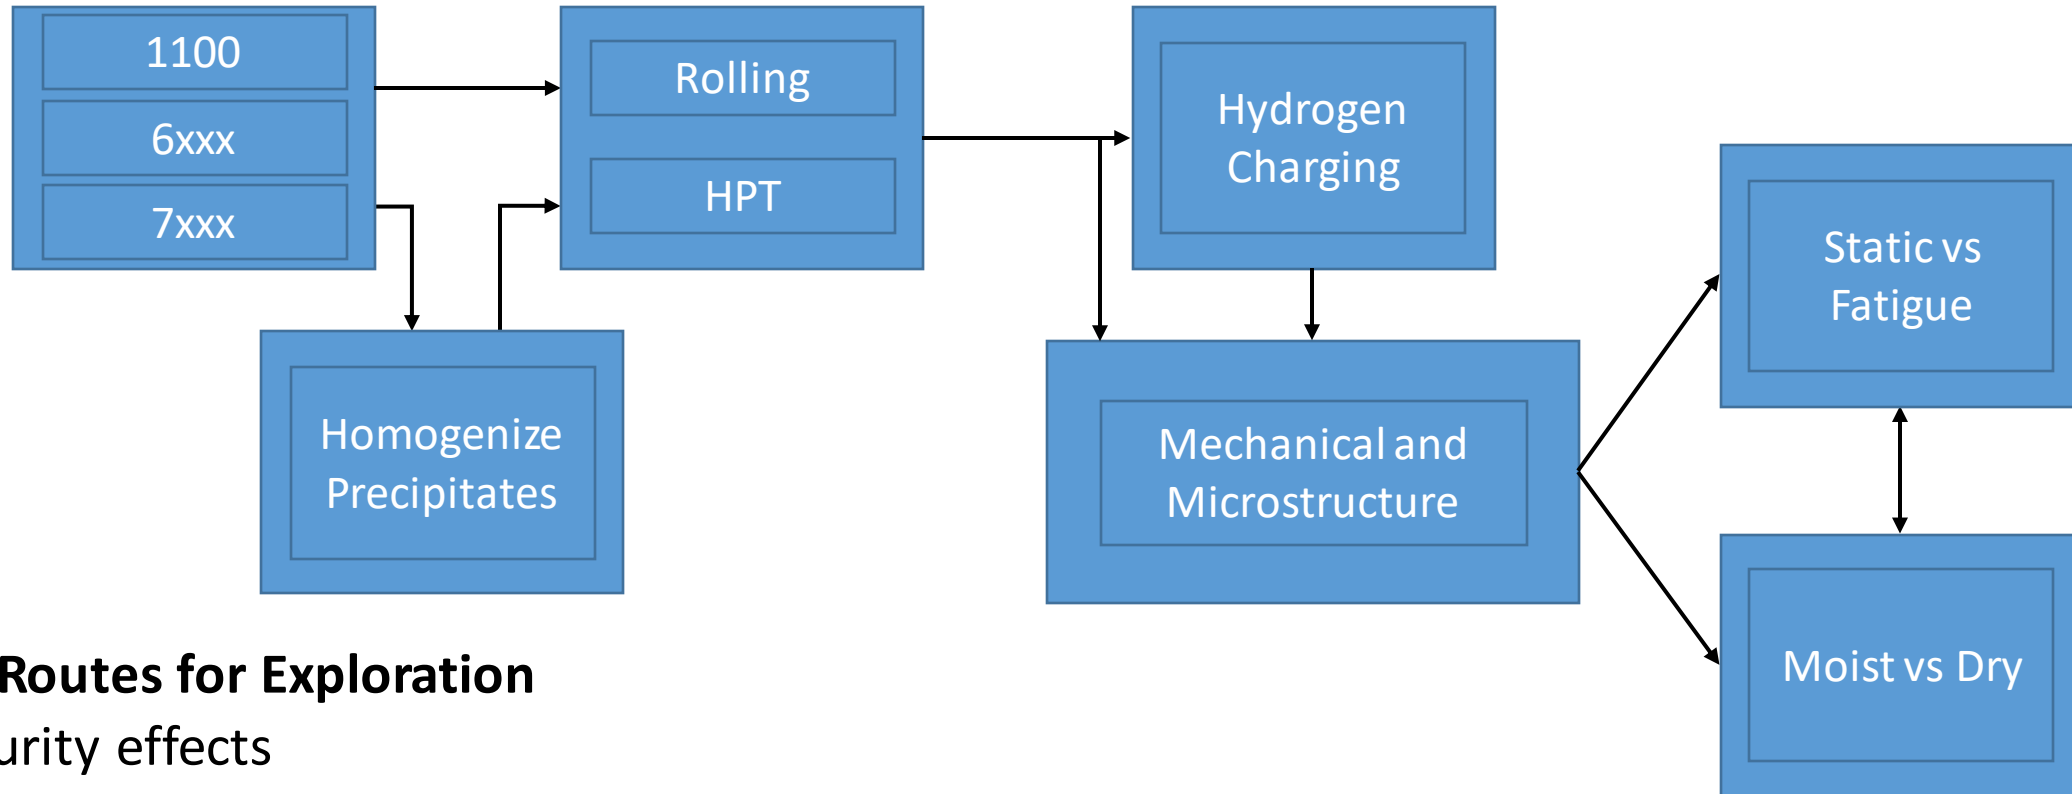 1100
6xxx
7xxx
Rolling
HPT
Hydrogen
Charging
Homogenize
Precipitates
Mechanical and
Microstructure
Static vs
Fatigue
Moist vs Dry
Routes for Exploration
urity effects